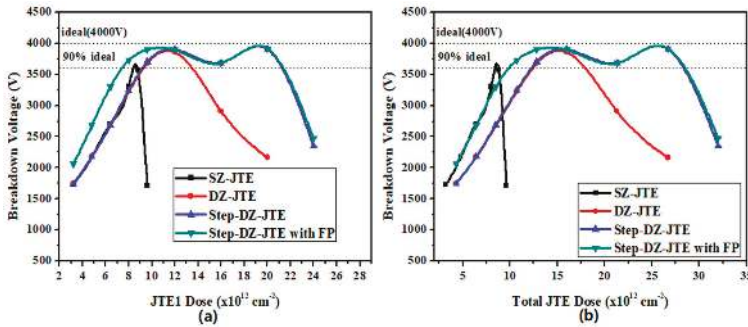 4500
4000
3500
3000
2500
2000
1500
1000
500
Breakdown Voltage (V)
ideal(4000V)
90% ideal
SZ-JTE
DZ-JTE
Step-DZ-JTE
Step-DZ-JTE with FP
2 4 6 8 10 12 14 16 18 20 22 24 26 28
JTE1 Dose (x10¹² cm⁻²)
(a)
4500
4000
3500
3000
2500
2000
1500
1000
500
Breakdown Voltage (V)
ideal(4000V)
90% ideal
SZ-JTE
DZ-JTE
Step-DZ-JTE
Step-DZ-JTE with FP
5 10 15 20 25 30 35
Total JTE Dose (x10¹² cm⁻²)
(b)